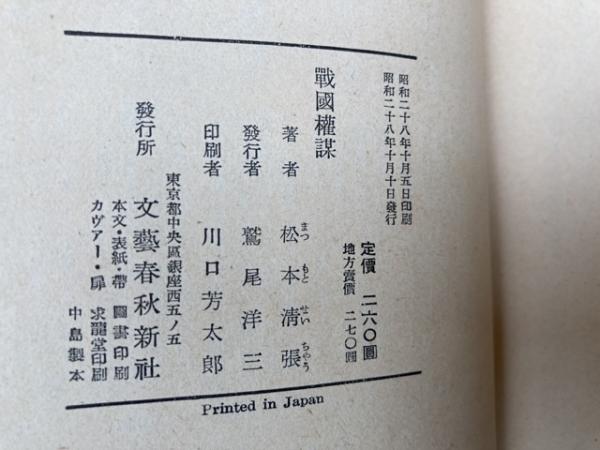 昭和二十八年十月五日印刷
昭和二十八年十月十日發行
定價 二六〇圓
地方賣價 二七〇圓
戰國權謀
著者 松本清張
まつ もと せい ちやう
發行者 鷲尾洋三
印刷者 川口芳太郎
東京都中央區銀座西五ノ五
發行所 文藝春秋新社
本文・表紙・帶 圖書印刷
カヴアー・扉 求龍堂印刷
中島製本
Printed in Japan